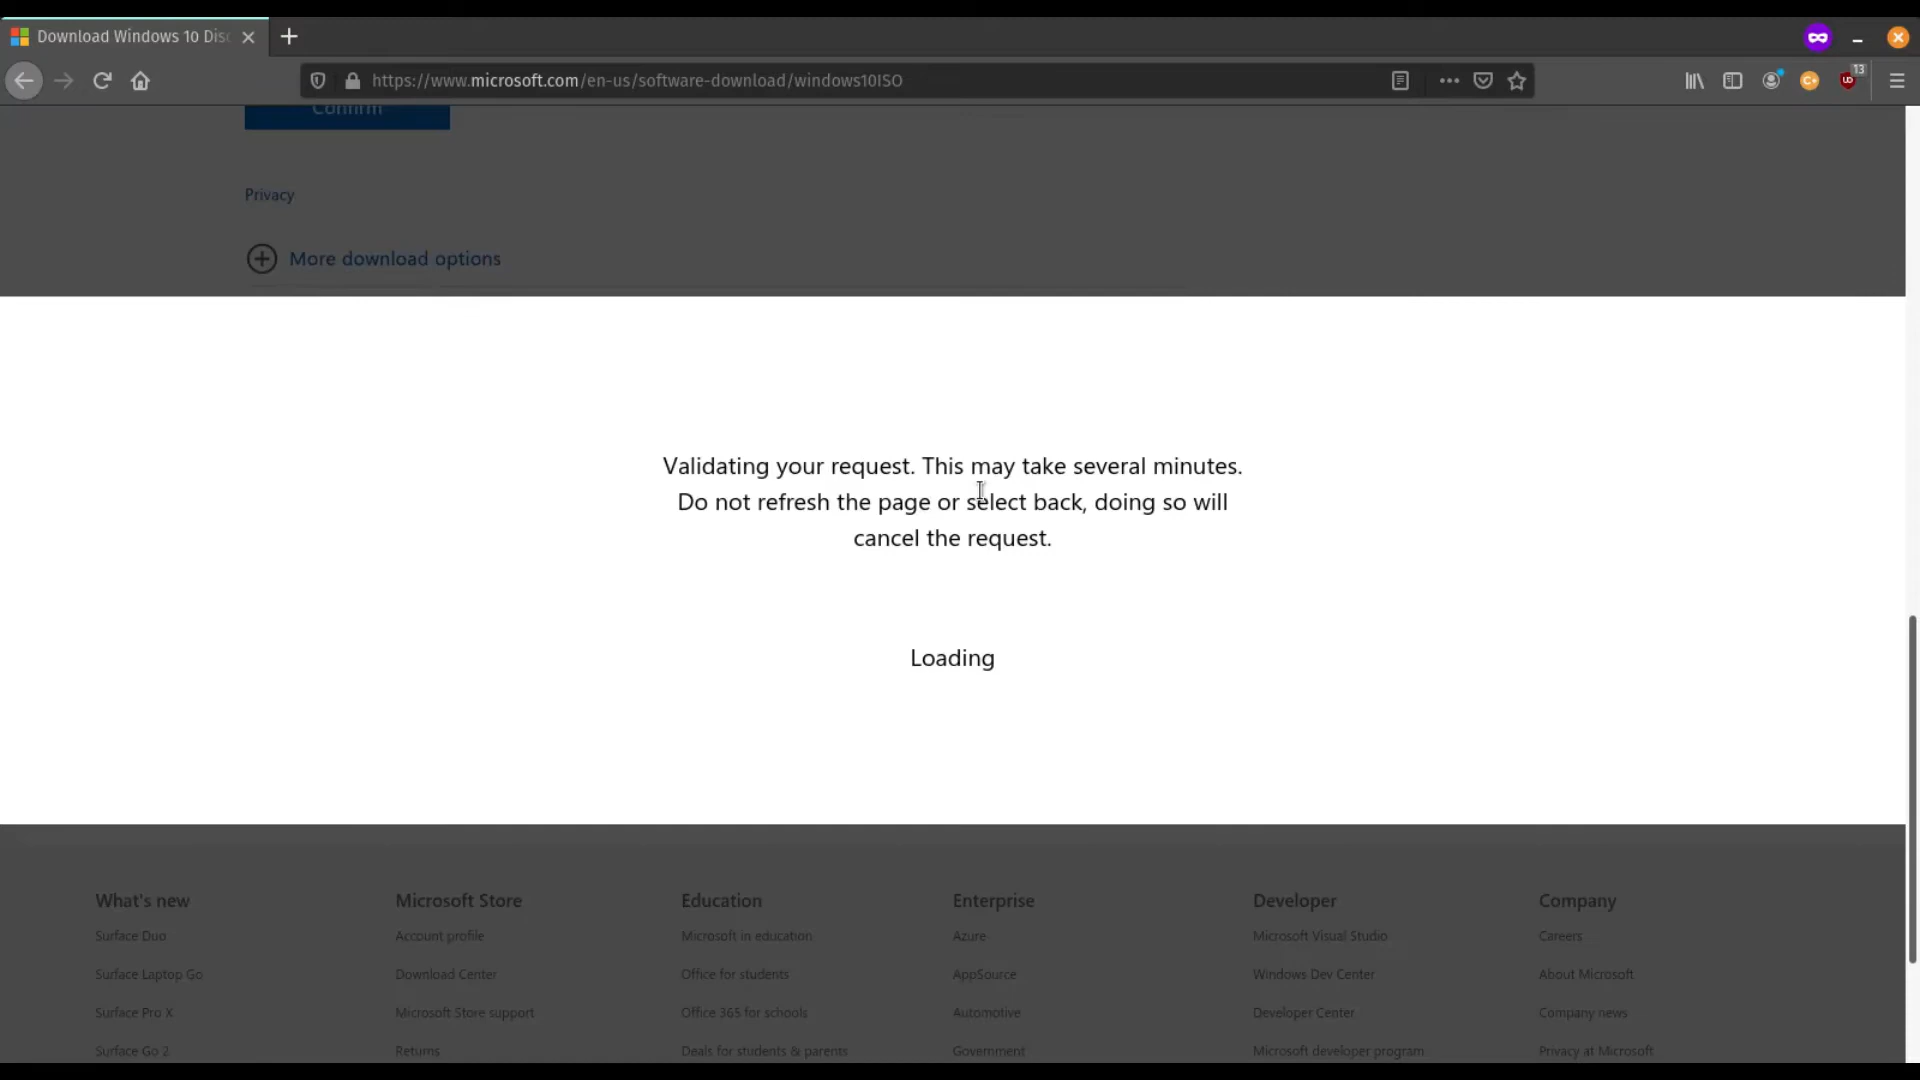 Download Windows 10 Disc
https://www.microsoft.com/en-us/software-download/windows10ISO
13
Confirm
Privacy
More download options
Validating your request. This may take several minutes.
Do not refresh the page or select back, doing so will
cancel the request.
Loading
What's new
Microsoft Store
Education
Enterprise
Developer
Company
Surface Duo
Account profile
Microsoft in education
Azure
Microsoft Visual Studio
Careers
Surface Laptop Go
Download Center
Office for students
AppSource
Windows Dev Center
About Microsoft
Surface Pro X
Microsoft Store support
Office 365 for schools
Automotive
Developer Center
Company news
Surface Go 2
Returns
Deals for students & parents
Government
Microsoft developer program
Privacy at Microsoft